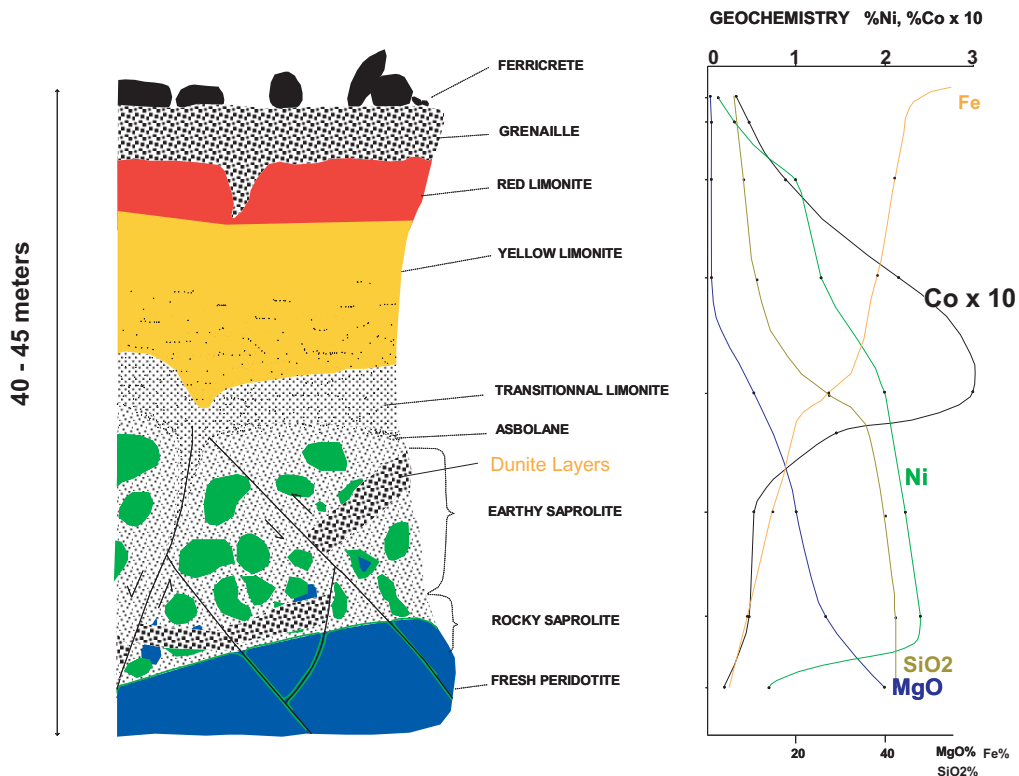 GEOCHEMISTRY %Ni, %Co x 10
0 1 2 3
FERRICRETE
GRENAILLE
RED LIMONITE
YELLOW LIMONITE
TRANSITIONNAL LIMONITE
ASBOLANE
Dunite Layers
EARTHY SAPROLITE
ROCKY SAPROLITE
FRESH PERIDOTITE
40 - 45 meters
Fe
Co x 10
Ni
SiO2
MgO
20 40 MgO% Fe%
SiO2%